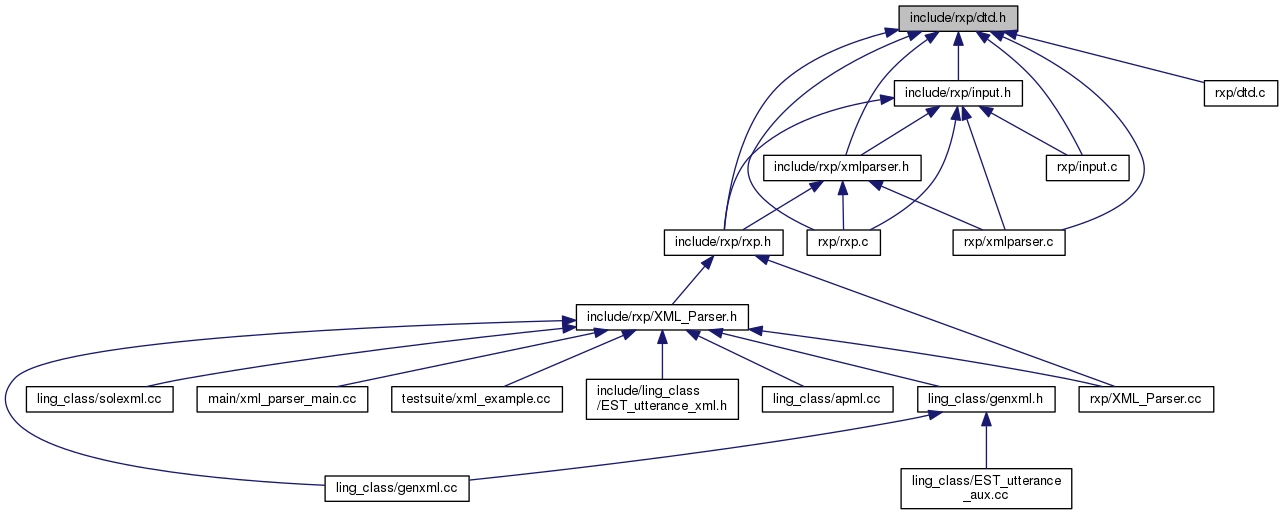 include/rxp/dtd.h
include/rxp/input.h
rxp/dtd.c
include/rxp/xmlparser.h
rxp/input.c
include/rxp/rxp.h
rxp/rxp.c
rxp/xmlparser.c
include/rxp/XML_Parser.h
ling_class/solexml.cc
main/xml_parser_main.cc
testsuite/xml_example.cc
include/ling_class
/EST_utterance_xml.h
ling_class/apml.cc
ling_class/genxml.h
rxp/XML_Parser.cc
ling_class/genxml.cc
ling_class/EST_utterance
_aux.cc